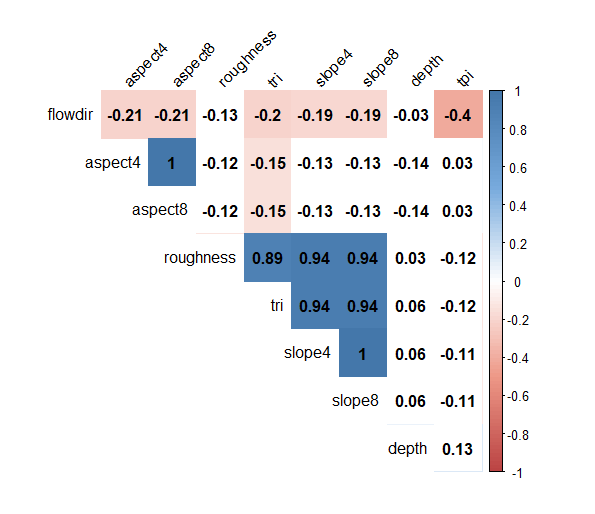 aspect4 aspect8 roughness tri slope4 slope8 depth tpi
flowdir -0.21 -0.21 -0.13 -0.2 -0.19 -0.19 -0.03 -0.4
aspect4 1 -0.12 -0.15 -0.13 -0.13 -0.14 0.03
aspect8 -0.12 -0.15 -0.13 -0.13 -0.14 0.03
roughness 0.89 0.94 0.94 0.03 -0.12
tri 0.94 0.94 0.06 -0.12
slope4 1 0.06 -0.11
slope8 0.06 -0.11
depth 0.13
1
0.8
0.6
0.4
0.2
0
-0.2
-0.4
-0.6
-0.8
-1